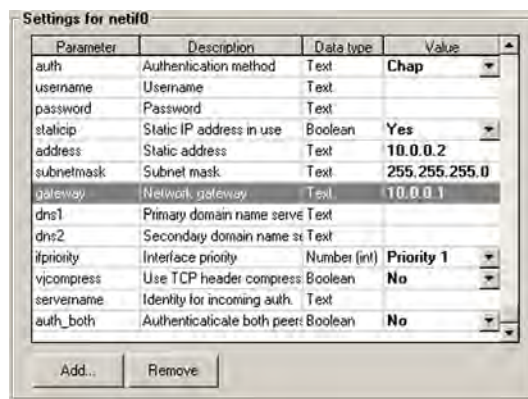 Settings for netif0
Parameter Description Data type Value
auth Authentication method Text Chap
username Username Text
password Password Text
staticip Static IP address in use Boolean Yes
address Static address Text 10.0.0.2
subnetmask Subnet mask Text 255.255.255.0
gateway Network gateway Text 10.0.0.1
dns1 Primary domain name serve Text
dns2 Secondary domain name se Text
ifpriority Interface priority Number (int) Priority 1
vjcompress Use TCP header compress Boolean No
servername Identity for incoming auth. Text
auth_both Authenticaticate both peers Boolean No
Add... Remove